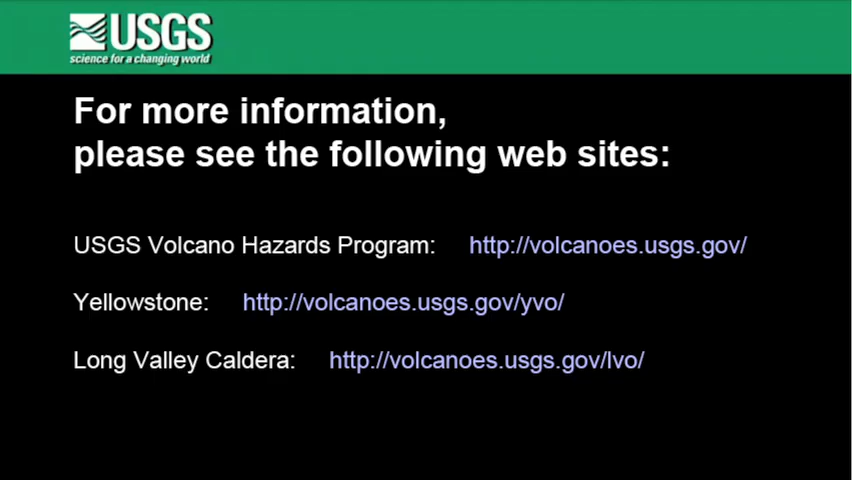 USGS
science for a changing world
For more information,
please see the following web sites:
USGS Volcano Hazards Program: http://volcanoes.usgs.gov/
Yellowstone: http://volcanoes.usgs.gov/yvo/
Long Valley Caldera: http://volcanoes.usgs.gov/lvo/